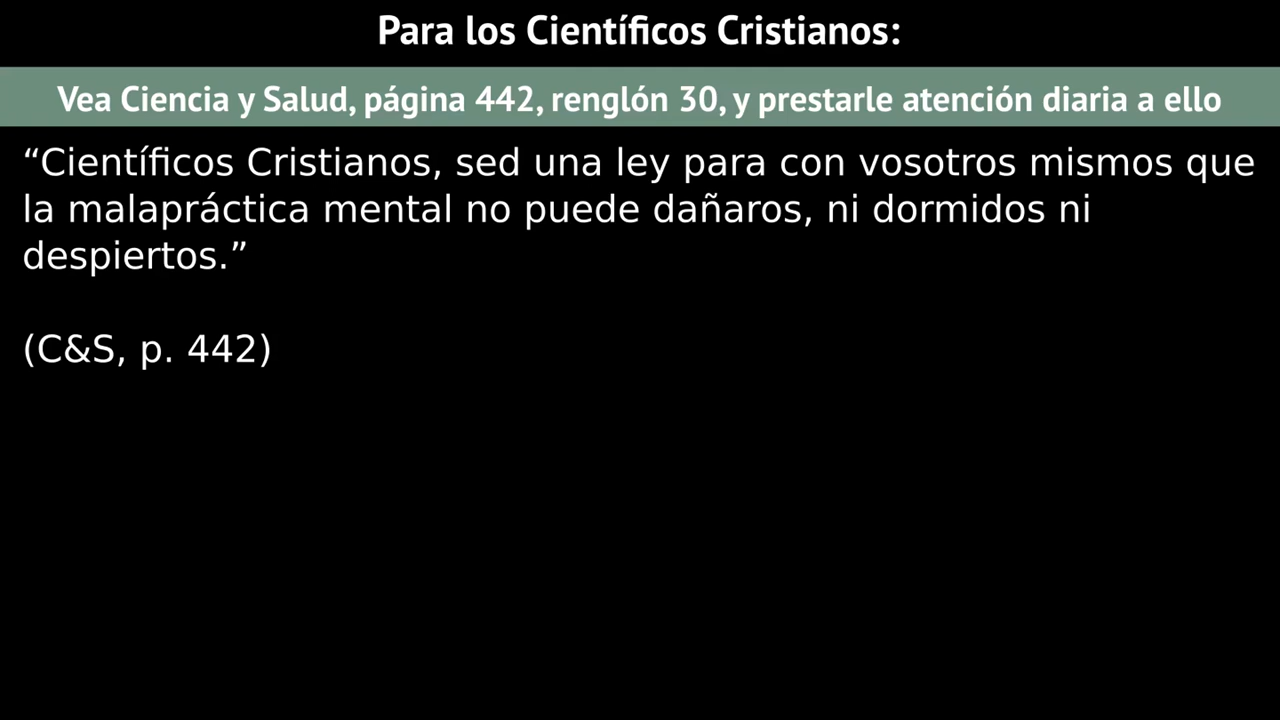 Para los Científicos Cristianos:
Vea Ciencia y Salud, página 442, renglón 30, y prestarle atención diaria a ello
“Científicos Cristianos, sed una ley para con vosotros mismos que
la malapráctica mental no puede dañaros, ni dormidos ni
despiertos.”
(C&S, p. 442)